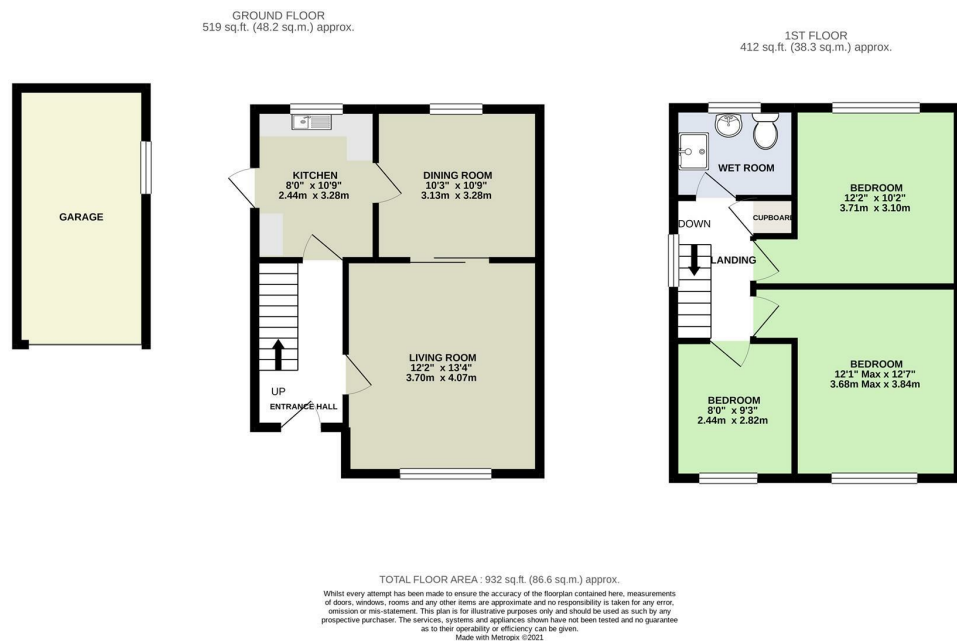 GROUND FLOOR
519 sq.ft. (48.2 sq.m.) approx.
GARAGE
KITCHEN
8'0" x 10'9"
2.44m x 3.28m
DINING ROOM
10'3" x 10'9"
3.13m x 3.28m
LIVING ROOM
12'2" x 13'4"
3.70m x 4.07m
UP
ENTRANCE HALL
1ST FLOOR
412 sq.ft. (38.3 sq.m.) approx.
WET ROOM
BEDROOM
12'2" x 10'2"
3.71m x 3.10m
CUPBOARD
DOWN
LANDING
BEDROOM
12'1" Max x 12'7"
3.68m Max x 3.84m
BEDROOM
8'0" x 9'3"
2.44m x 2.82m
TOTAL FLOOR AREA : 932 sq.ft. (86.6 sq.m.) approx.
Whilst every attempt has been made to ensure the accuracy of the floorplan contained here, measurements
of doors, windows, rooms and any other items are approximate and no responsibility is taken for any error,
omission or mis-statement. This plan is for illustrative purposes only and should be used as such by any
prospective purchaser. The services, systems and appliances shown have not been tested and no guarantee
as to their operability or efficiency can be given.
Made with Metropix ©2021